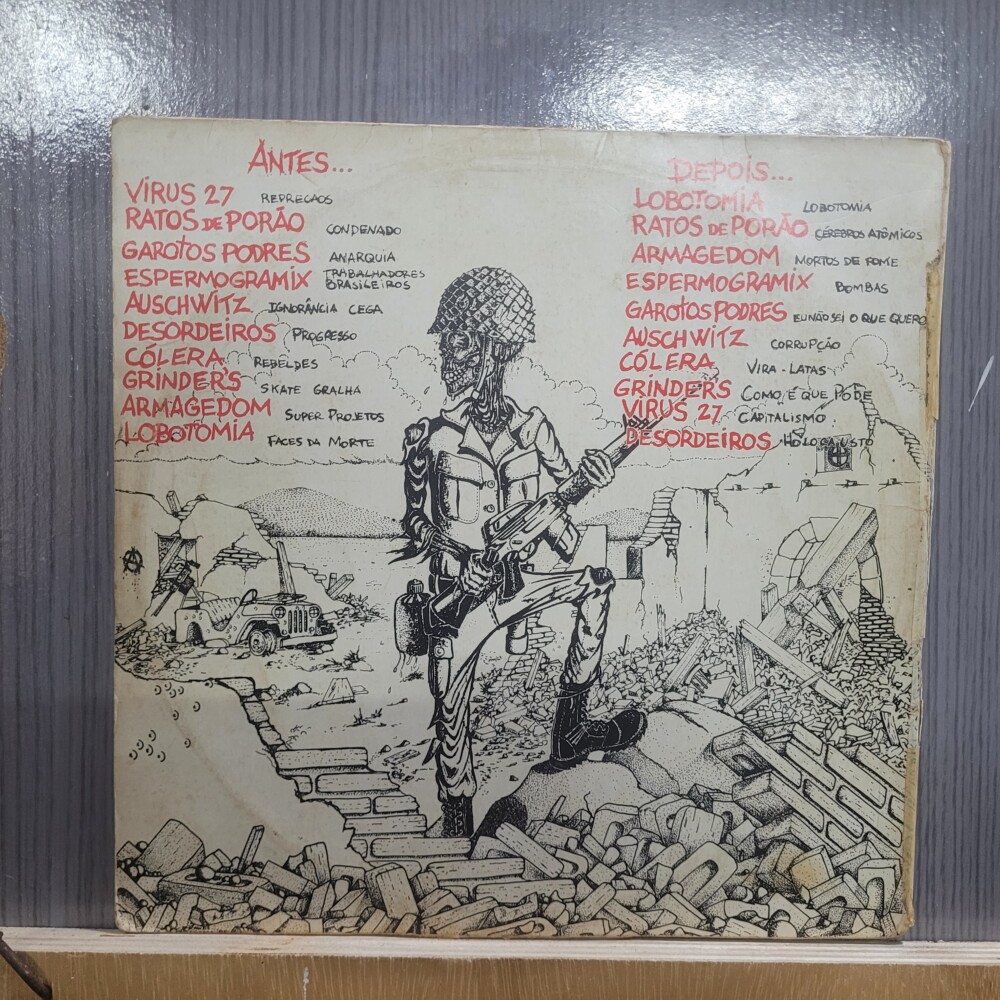 ANTES...
VIRUS 27 REPRECAOS
RATOS DE PORÃO CONDENADO
GAROTOS PODRES ANARQUIA
ESPERMOGRAMIX TRABALHADORES
BRASILEIROS
AUSCHWITZ IGNORÂNCIA CEGA
DESORDEIROS PROGRESSO
CÓLERA REBELDES
GRINDER'S SKATE GRALHA
ARMAGEDOM SUPER PROJETOS
LOBOTOMIA FACES DA MORTE
DEPOIS...
LOBOTOMIA LOBOTOMIA
RATOS DE PORÃO CÉREBROS ATÔMICOS
ARMAGEDOM MORTOS DE FOME
ESPERMOGRAMIX BOMBAS
GAROTOS PODRES EU NÃO SEI O QUE QUERO
AUSCHWITZ CORRUPÇÃO
CÓLERA VIRA-LATAS
GRINDER'S COMO É QUE PODE
VIRUS 27 CAPITALISMO
DESORDEIROS HOLOCAUSTO